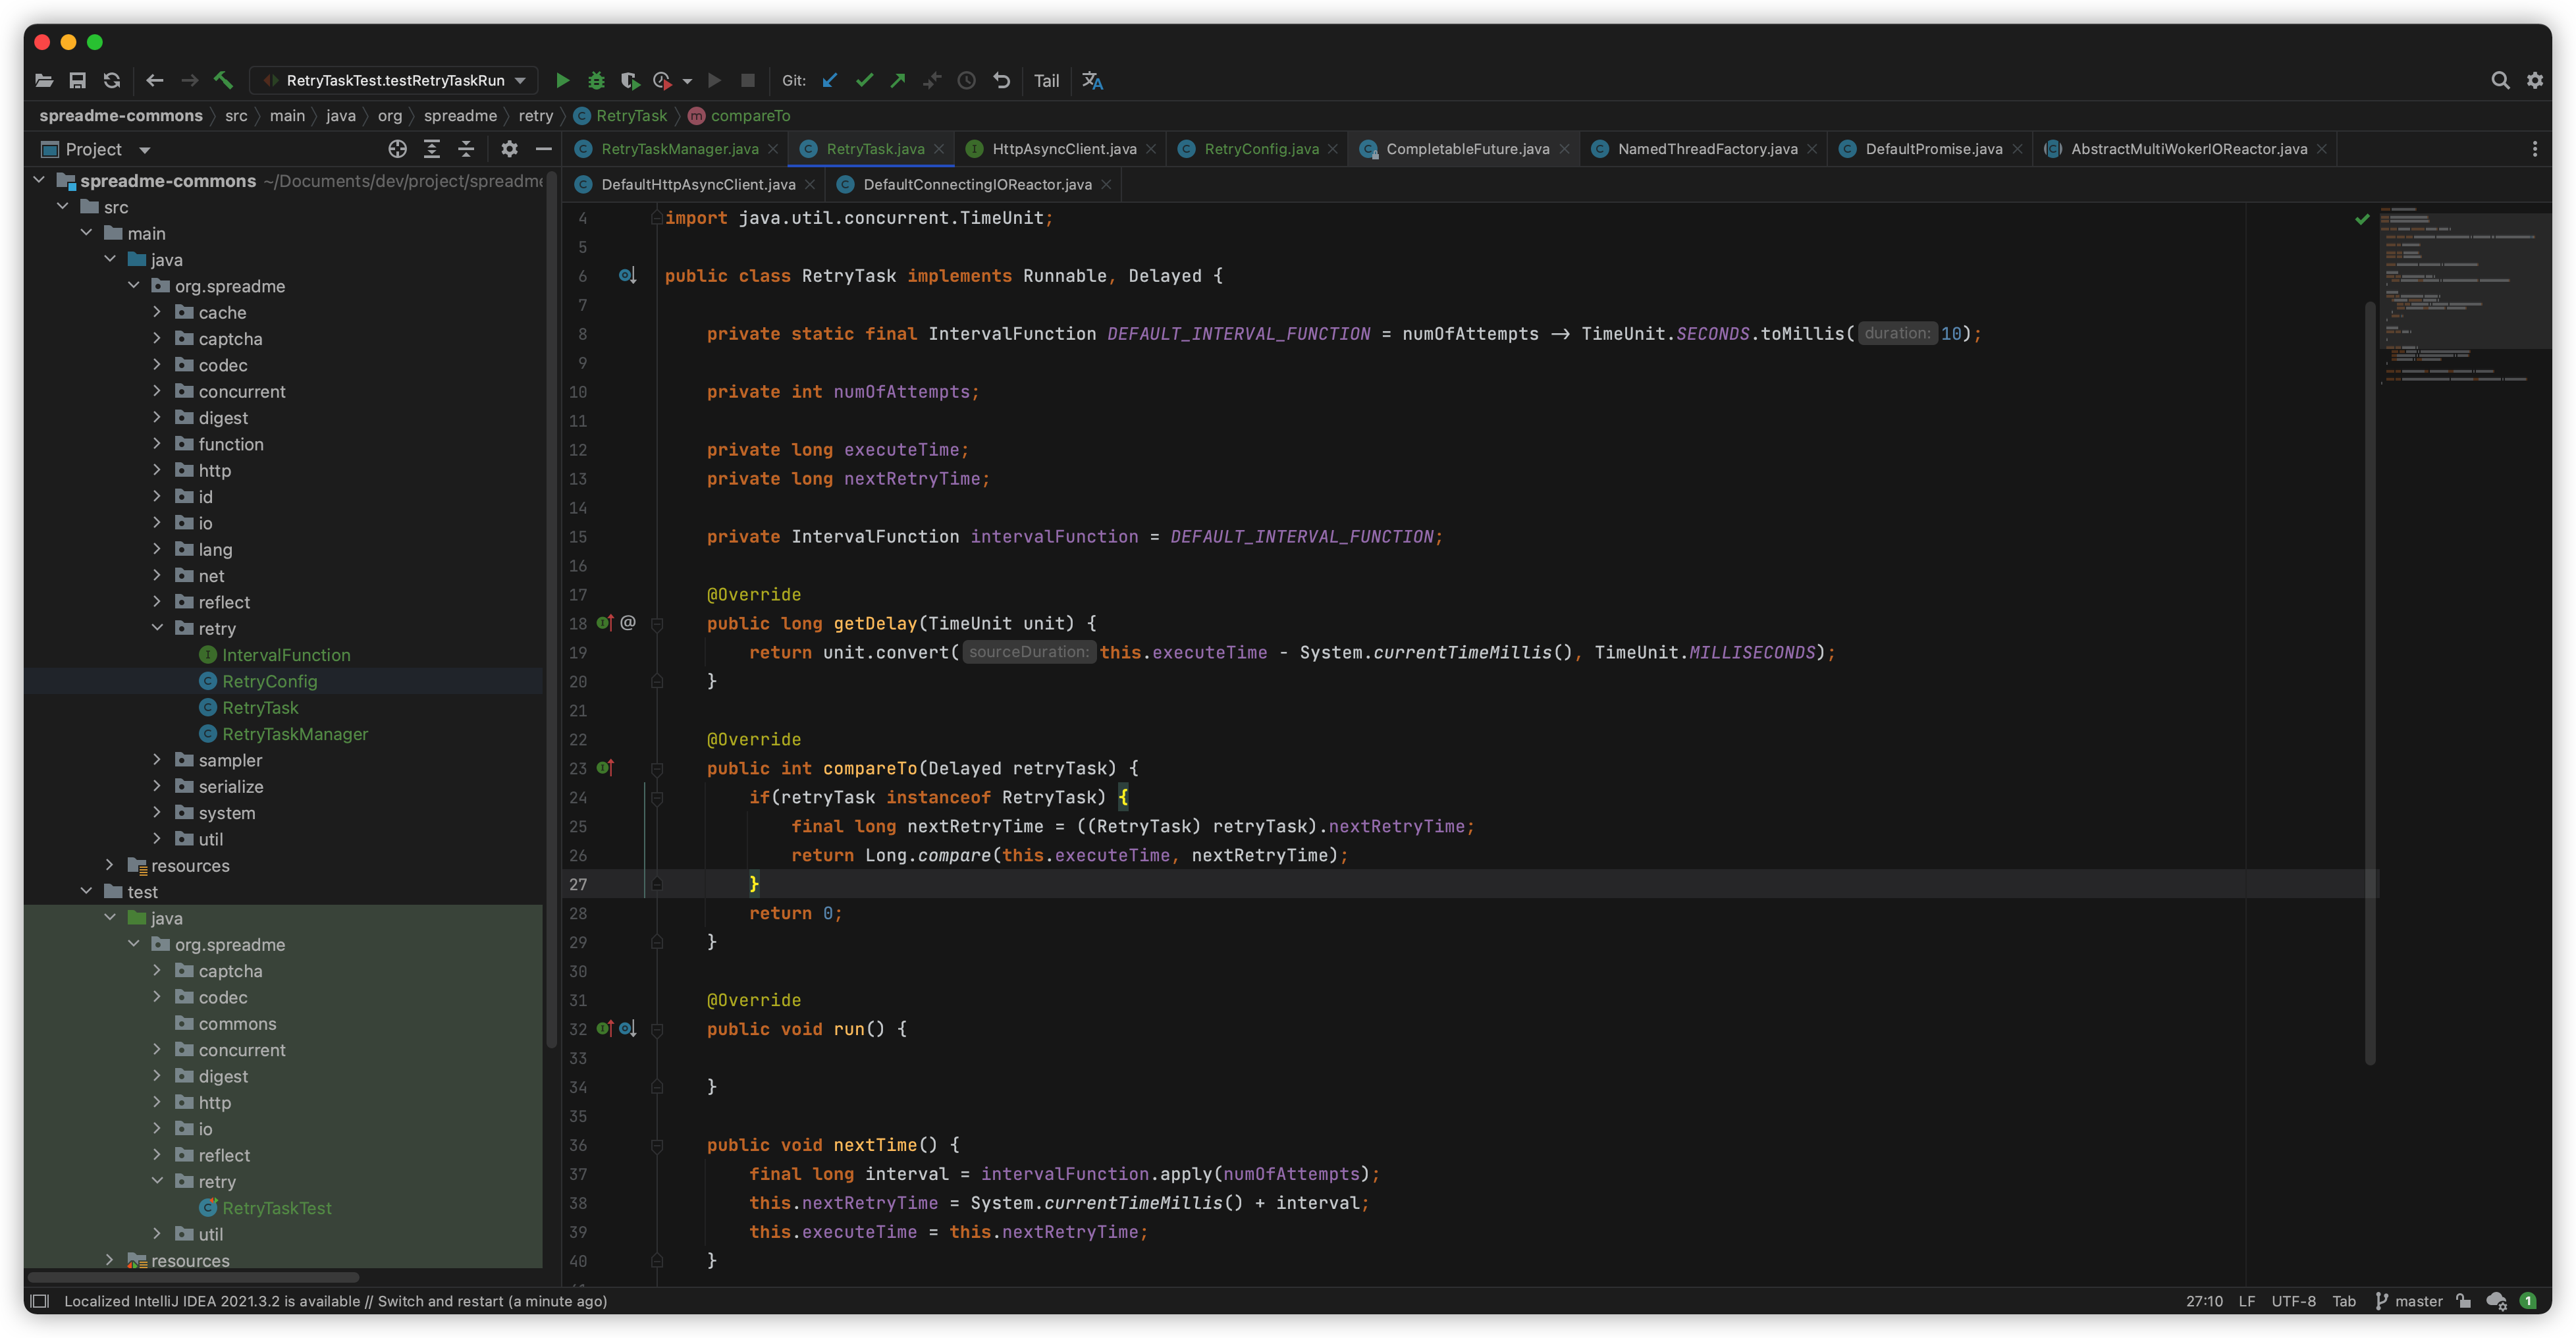 RetryTaskTest.testRetryTaskRun
Git:
Tail
spreadme-commons
src
main
java
org
spreadme
retry
RetryTask
compareTo
Project
RetryTaskManager.java
RetryTask.java
HttpAsyncClient.java
RetryConfig.java
CompletableFuture.java
NamedThreadFactory.java
DefaultPromise.java
AbstractMultiWokerIOReactor.java
DefaultHttpAsyncClient.java
DefaultConnectingIOReactor.java
spreadme-commons ~/Documents/dev/project/spreadme
src
main
java
org.spreadme
cache
captcha
codec
concurrent
digest
function
http
id
io
lang
net
reflect
retry
IntervalFunction
RetryConfig
RetryTask
RetryTaskManager
sampler
serialize
system
util
resources
test
java
org.spreadme
captcha
codec
commons
concurrent
digest
http
io
reflect
retry
RetryTaskTest
util
resources
4 import java.util.concurrent.TimeUnit;
5
6 public class RetryTask implements Runnable, Delayed {
7
8 private static final IntervalFunction DEFAULT_INTERVAL_FUNCTION = numOfAttempts -> TimeUnit.SECONDS.toMillis( duration: 10);
9
10 private int numOfAttempts;
11
12 private long executeTime;
13 private long nextRetryTime;
14
15 private IntervalFunction intervalFunction = DEFAULT_INTERVAL_FUNCTION;
16
17 @Override
18 @ public long getDelay(TimeUnit unit) {
19 return unit.convert( sourceDuration: this.executeTime - System.currentTimeMillis(), TimeUnit.MILLISECONDS);
20 }
21
22 @Override
23 public int compareTo(Delayed retryTask) {
24 if(retryTask instanceof RetryTask) {
25 final long nextRetryTime = ((RetryTask) retryTask).nextRetryTime;
26 return Long.compare(this.executeTime, nextRetryTime);
27 }
28 return 0;
29 }
30
31 @Override
32 public void run() {
33
34 }
35
36 public void nextTime() {
37 final long interval = intervalFunction.apply(numOfAttempts);
38 this.nextRetryTime = System.currentTimeMillis() + interval;
39 this.executeTime = this.nextRetryTime;
40 }
Localized IntelliJ IDEA 2021.3.2 is available // Switch and restart (a minute ago)
27:10 LF UTF-8 Tab master 1